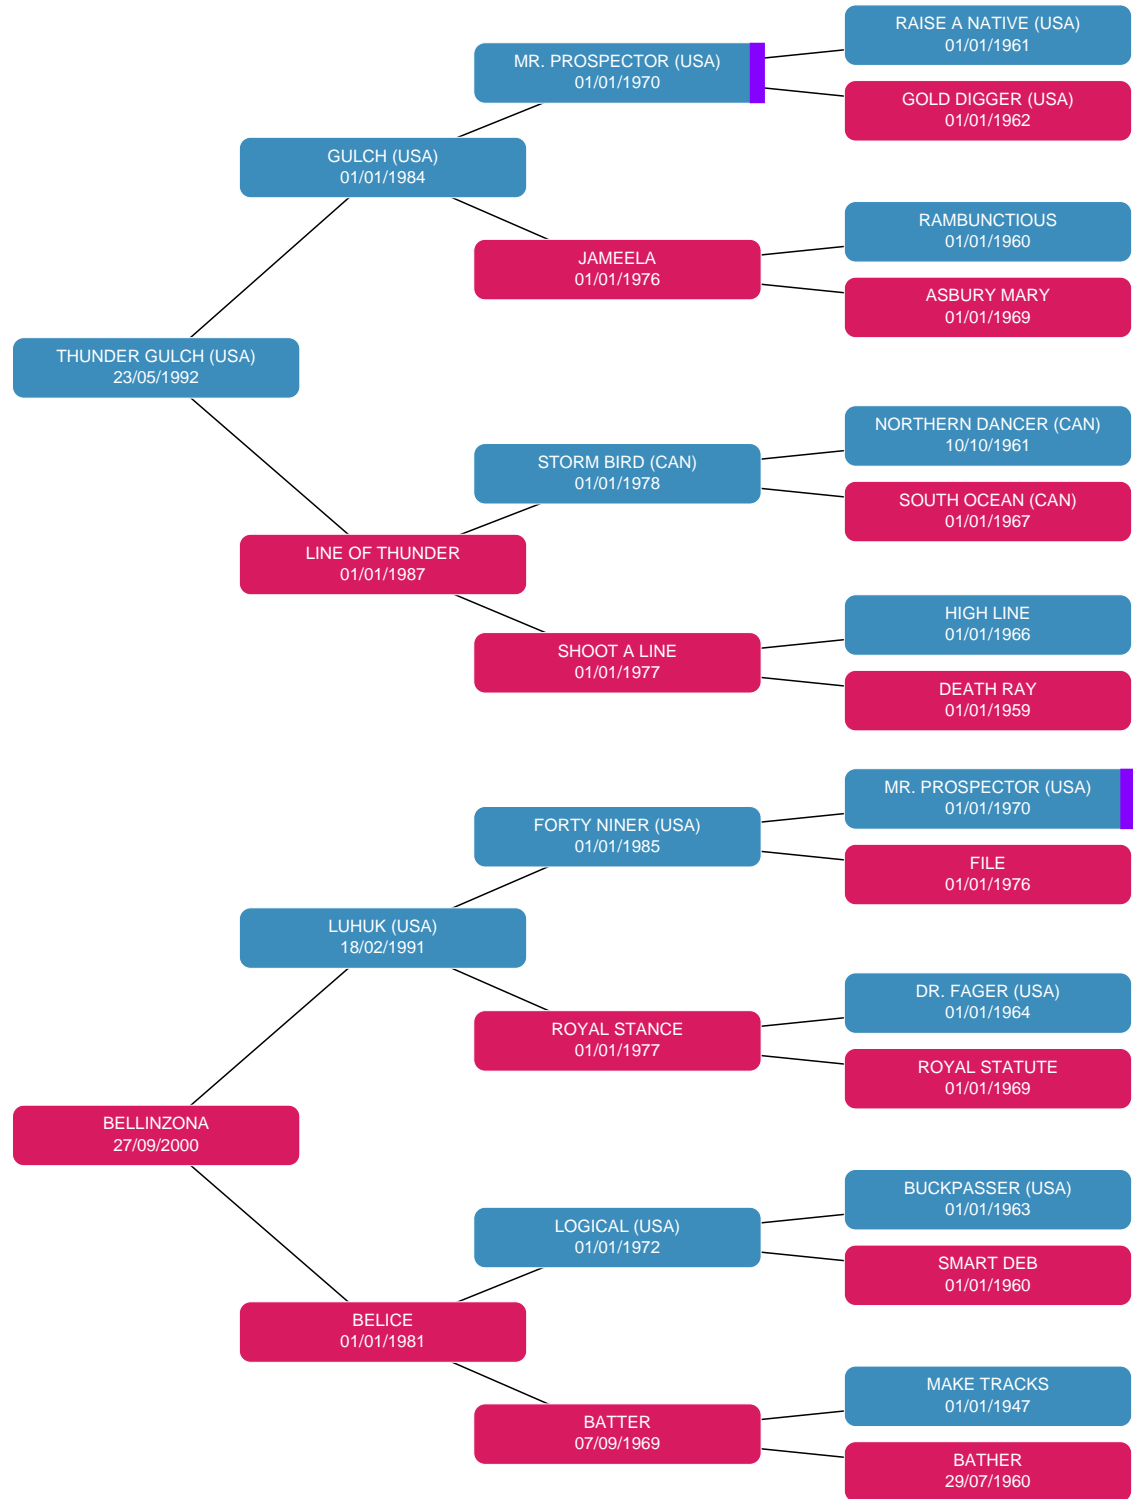 RAISE A NATIVE (USA)
01/01/1961
MR. PROSPECTOR (USA)
01/01/1970
GOLD DIGGER (USA)
01/01/1962
GULCH (USA)
01/01/1984
RAMBUNCTIOUS
01/01/1960
JAMEELA
01/01/1976
ASBURY MARY
01/01/1969
THUNDER GULCH (USA)
23/05/1992
NORTHERN DANCER (CAN)
10/10/1961
STORM BIRD (CAN)
01/01/1978
SOUTH OCEAN (CAN)
01/01/1967
LINE OF THUNDER
01/01/1987
HIGH LINE
01/01/1966
SHOOT A LINE
01/01/1977
DEATH RAY
01/01/1959
MR. PROSPECTOR (USA)
01/01/1970
FORTY NINER (USA)
01/01/1985
FILE
01/01/1976
LUHUK (USA)
18/02/1991
DR. FAGER (USA)
01/01/1964
ROYAL STANCE
01/01/1977
ROYAL STATUTE
01/01/1969
BELLINZONA
27/09/2000
BUCKPASSER (USA)
01/01/1963
LOGICAL (USA)
01/01/1972
SMART DEB
01/01/1960
BELICE
01/01/1981
MAKE TRACKS
01/01/1947
BATTER
07/09/1969
BATHER
29/07/1960